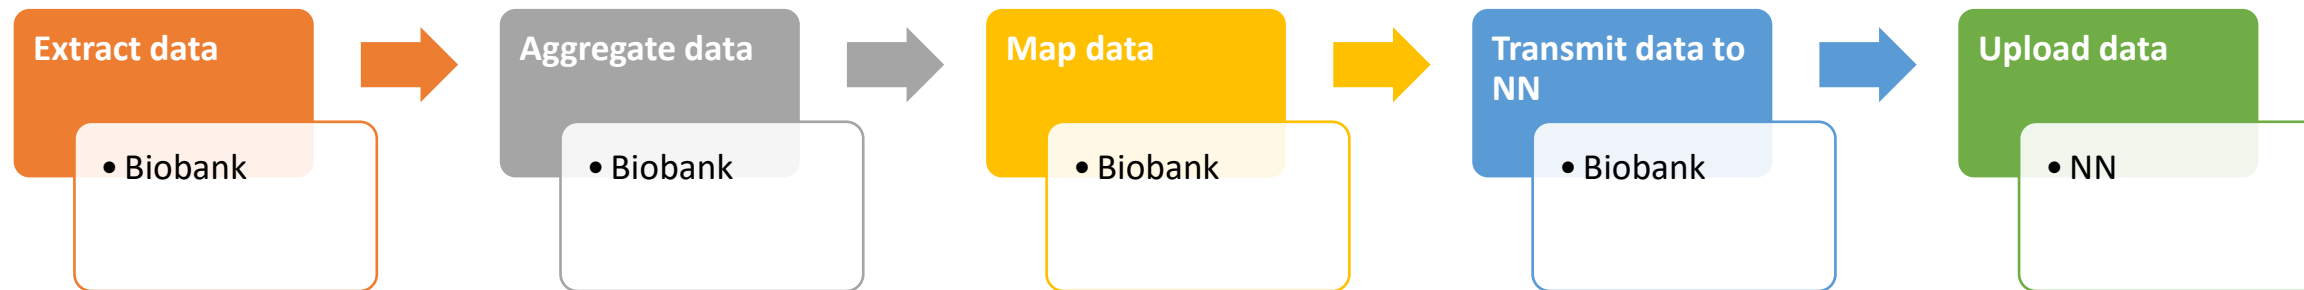 Extract data
• Biobank
Aggregate data
• Biobank
Map data
• Biobank
Transmit data to
NN
• Biobank
Upload data
• NN